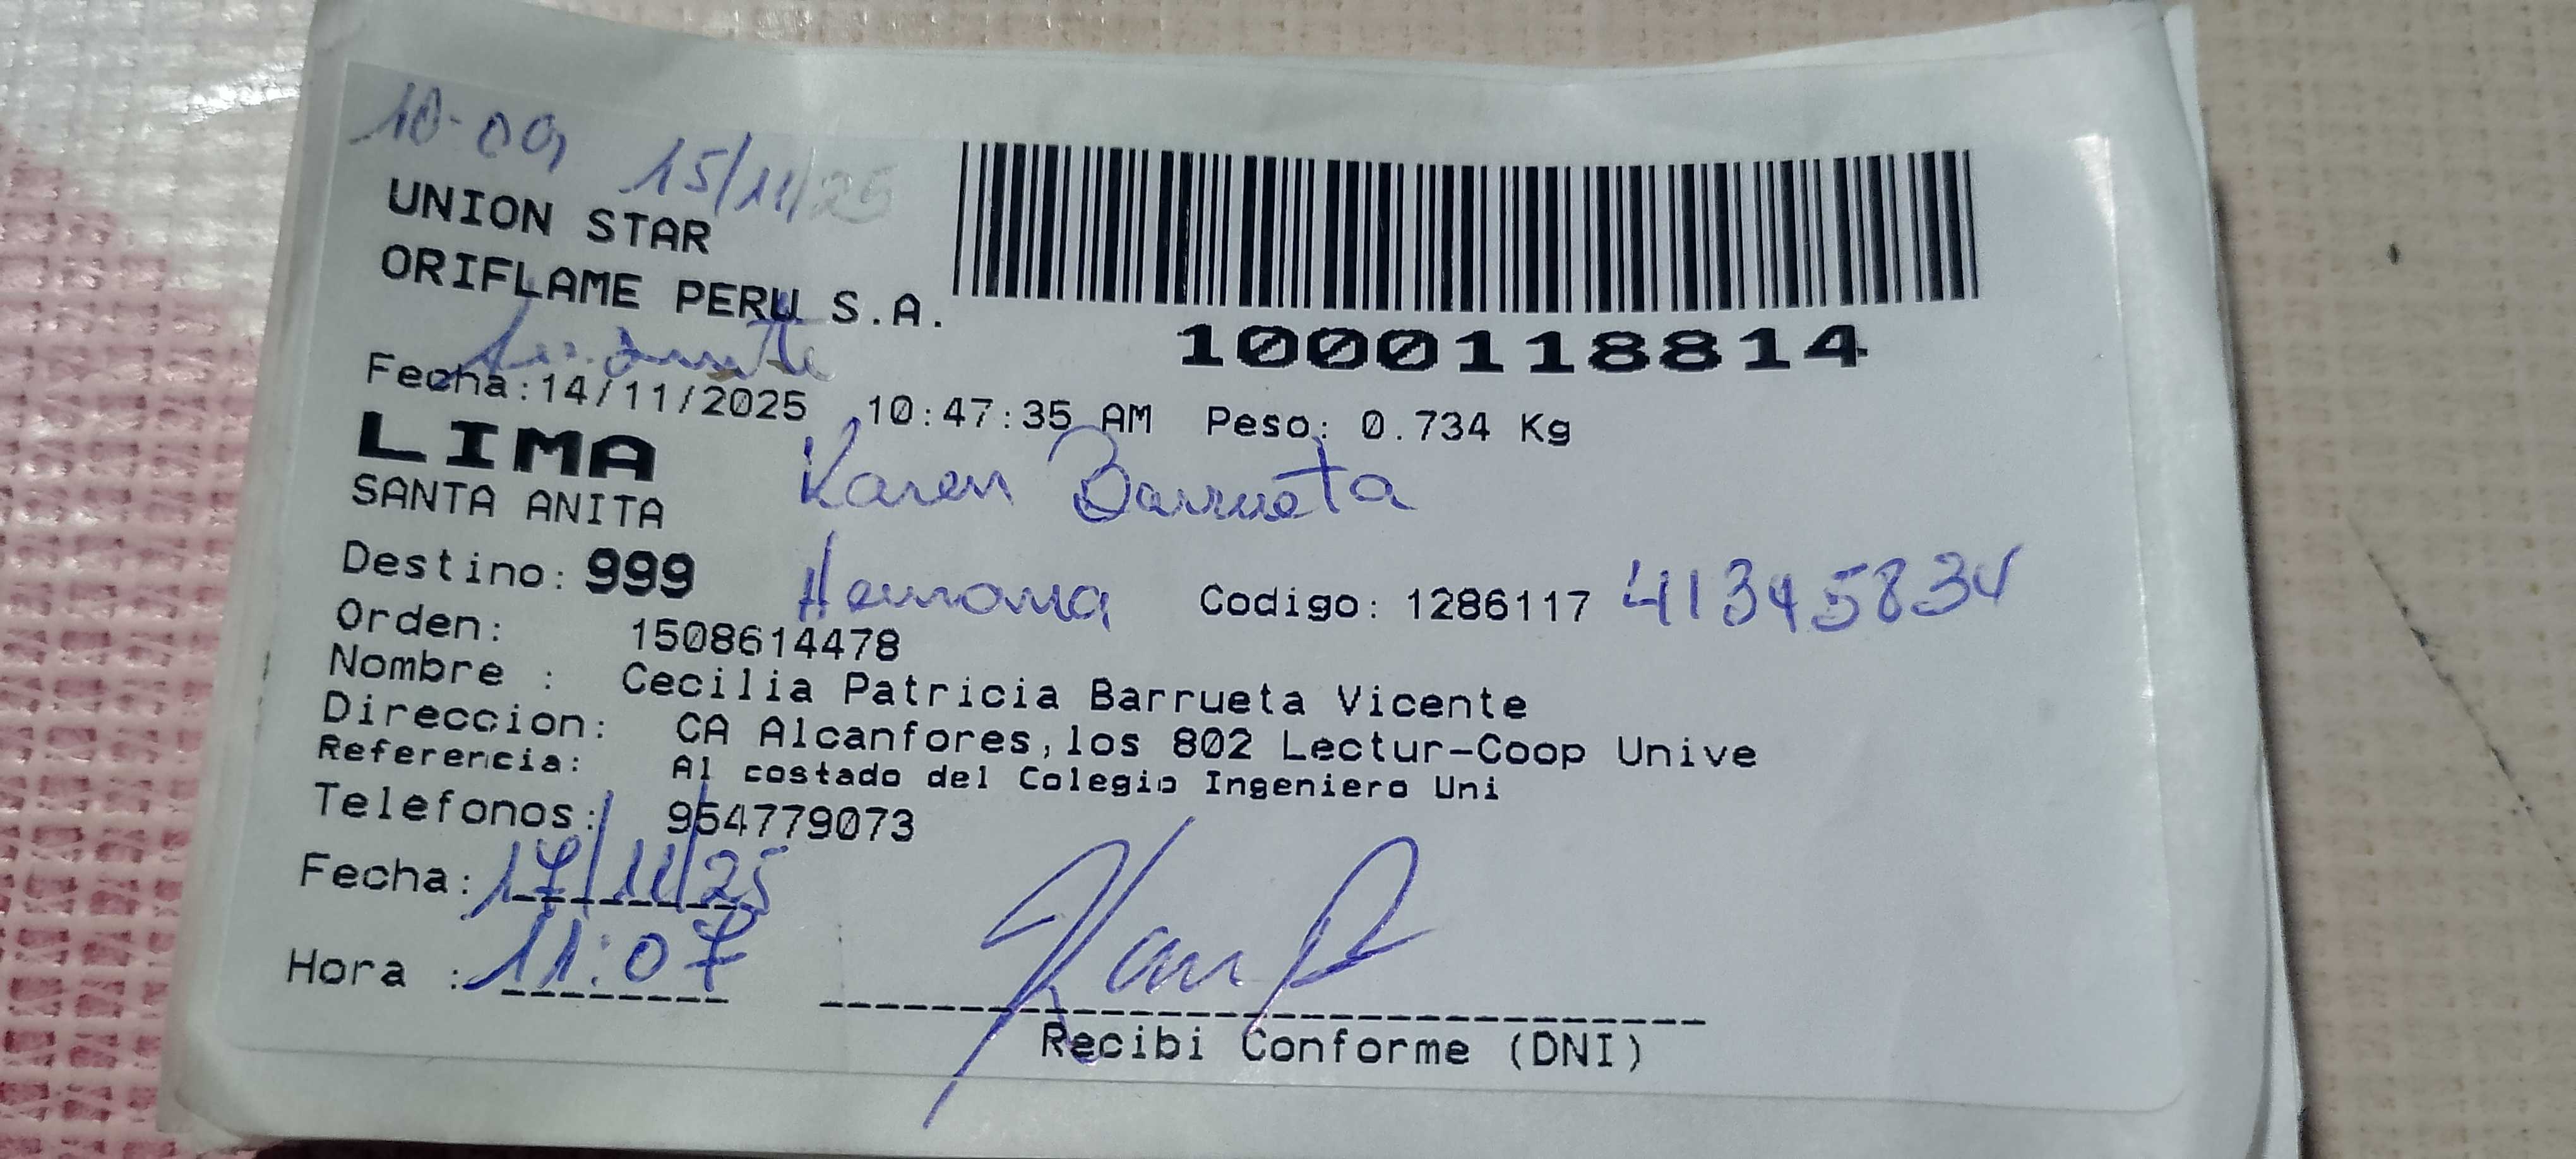 10-09 15/11/25
UNION STAR
ORIFLAME PERU S.A.
1000118814
Fecha:14/11/2025 10:47:35 AM Peso: 0.734 Kg
LIMA
Karen Barrueta
SANTA ANITA
Destino: 999 Hermana Codigo: 1286117 41345834
Orden: 1508614478
Nombre : Cecilia Patricia Barrueta Vicente
Direccion: CA Alcanfores,los 802 Lectur-Coop Unive
Referencia: Al costado del Colegio Ingeniero Uni
Telefonos: 954779073
Fecha: 17/11/25
Hora : 11:07
Recibi Conforme (DNI)